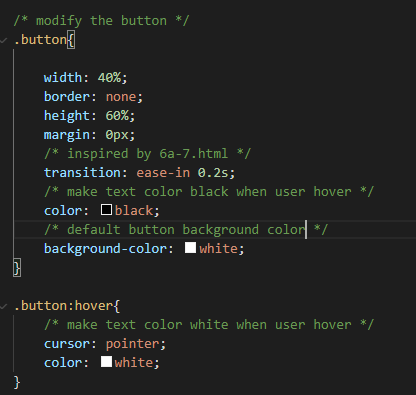 /* modify the button */
.button{
width: 40%;
border: none;
height: 60%;
margin: 0px;
/* inspired by 6a-7.html */
transition: ease-in 0.2s;
/* make text color black when user hover */
color: black;
/* default button background color */
background-color: white;
}
.button:hover{
/* make text color white when user hover */
cursor: pointer;
color: white;
}